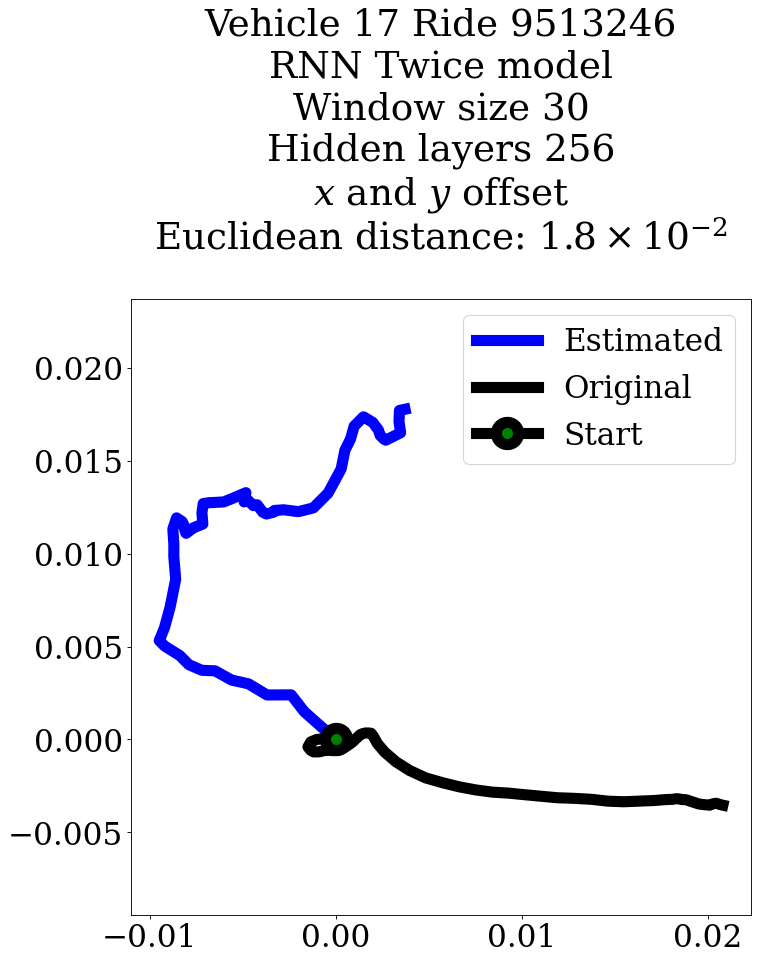 Vehicle 17 Ride 9513246
RNN Twice model
Window size 30
Hidden layers 256
x and y offset
Euclidean distance: 1.8 × 10⁻²
Estimated
Original
Start
0.020
0.015
0.010
0.005
0.000
−0.005
−0.01 0.00 0.01 0.02